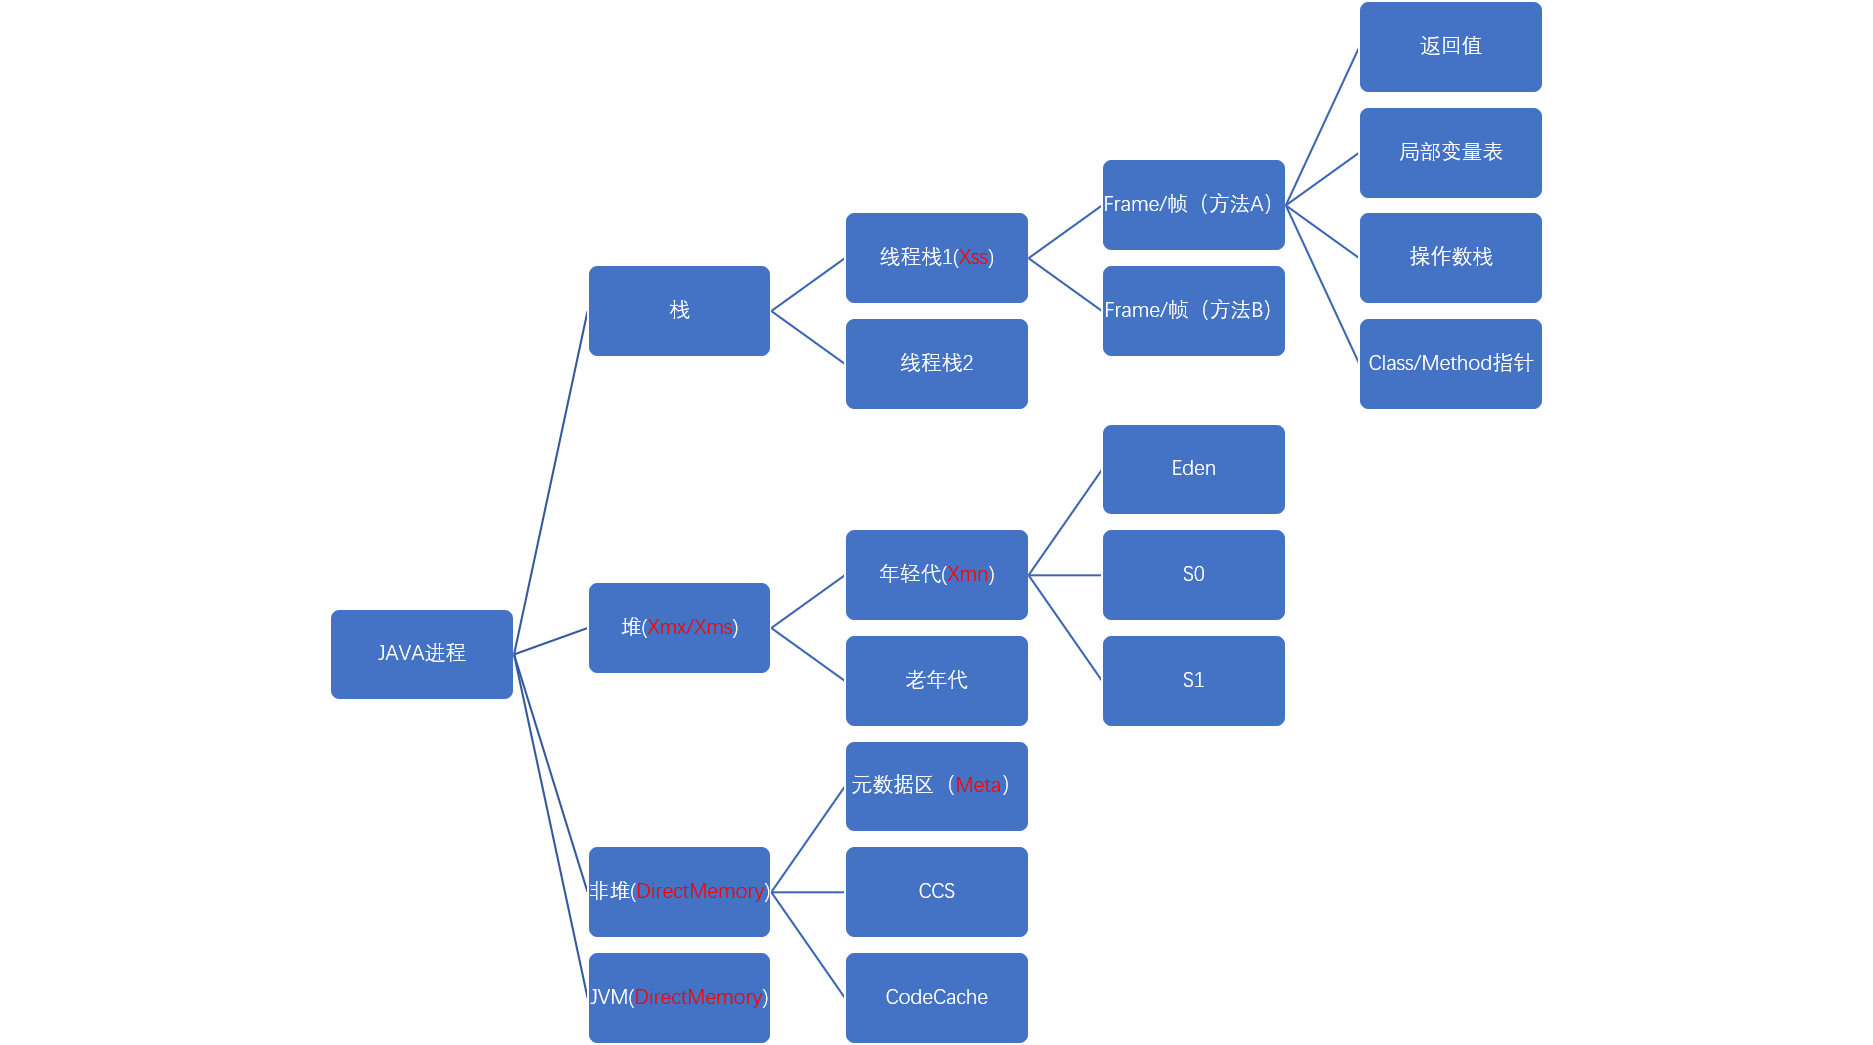 返回值
局部变量表
Frame/帧（方法A）
线程栈1(Xss)
操作数栈
栈
Frame/帧（方法B）
线程栈2
Class/Method指针
Eden
年轻代(Xmn)
S0
堆(Xmx/Xms)
JAVA进程
老年代
S1
元数据区（Meta）
非堆(DirectMemory)
CCS
JVM(DirectMemory)
CodeCache